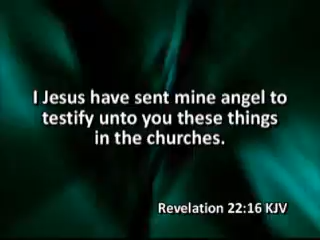 I Jesus have sent mine angel to
testify unto you these things
in the churches.
Revelation 22:16 KJV